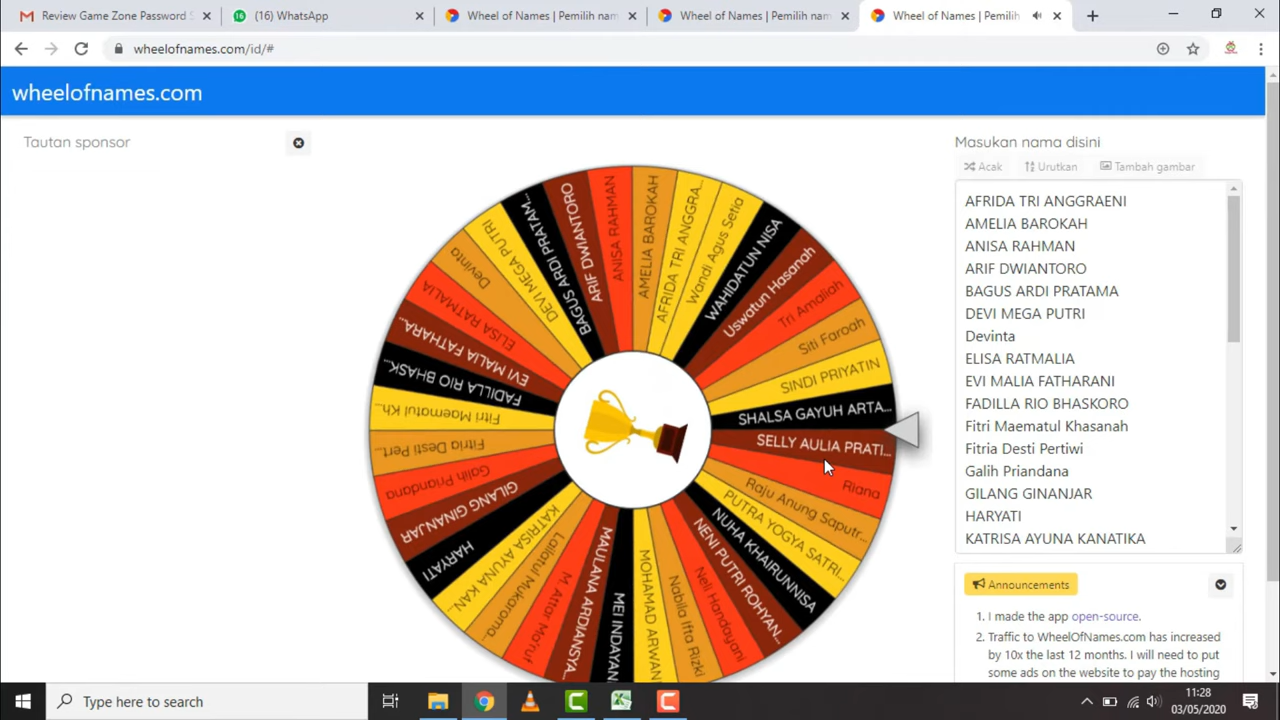 Review Game Zone Password S
(16) WhatsApp
Wheel of Names | Pemilih nam
Wheel of Names | Pemilih nam
Wheel of Names | Pemilih
wheelofnames.com/id/#
wheelofnames.com
Tautan sponsor
Masukan nama disini
Acak
Urutkan
Tambah gambar
AFRIDA TRI ANGGRAENI
AMELIA BAROKAH
ANISA RAHMAN
ARIF DWIANTORO
BAGUS ARDI PRATAMA
DEVI MEGA PUTRI
Devinta
ELISA RATMALIA
EVI MALIA FATHARANI
FADILLA RIO BHASKORO
Fitri Maematul Khasanah
Fitria Desti Pertiwi
Galih Priandana
GILANG GINANJAR
HARYATI
KATRISA AYUNA KANATIKA
AMELIA BAROKAH
AFRIDA TRI ANGGRA...
Wandi Agus Setia
WAHIDATUN NISA
Uswatun Hasanah
Tri Amaliah
Siti Faroah
SINDI PRIYATIN
SHALSA GAYUH ARTA...
SELLY AULIA PRATI...
Riana
Raju Anung Saputr...
PUTRA YOGYA SATRI...
NUHA KHAIRUNNISA
NENI PUTRI ROHYAN...
Neli Handayani
Nabila Ifta Rizki
MOHAMAD ARWAN
MEI INDAYAN
MAULANA ARDIANSYA...
M. Attar Ma'ruf
Lailatul Mukaroma...
KATRISA AYUNA KAN...
HARYATI
GILANG GINANJAR
Galih Priandana
Fitria Desti Pert...
Fitri Maematul Kh...
FADILLA RIO BHASK...
EVI MALIA FATHARA...
ELISA RATMALIA
Devinta
DEVI MEGA PUTRI
BAGUS ARDI PRATAM...
ARIF DWIANTORO
ANISA RAHMAN
Announcements
1. I made the app open-source.
2. Traffic to WheelOfNames.com has increased
by 10x the last 12 months. I will need to put
some ads on the website to pay the hosting
Type here to search
11:28
03/05/2020